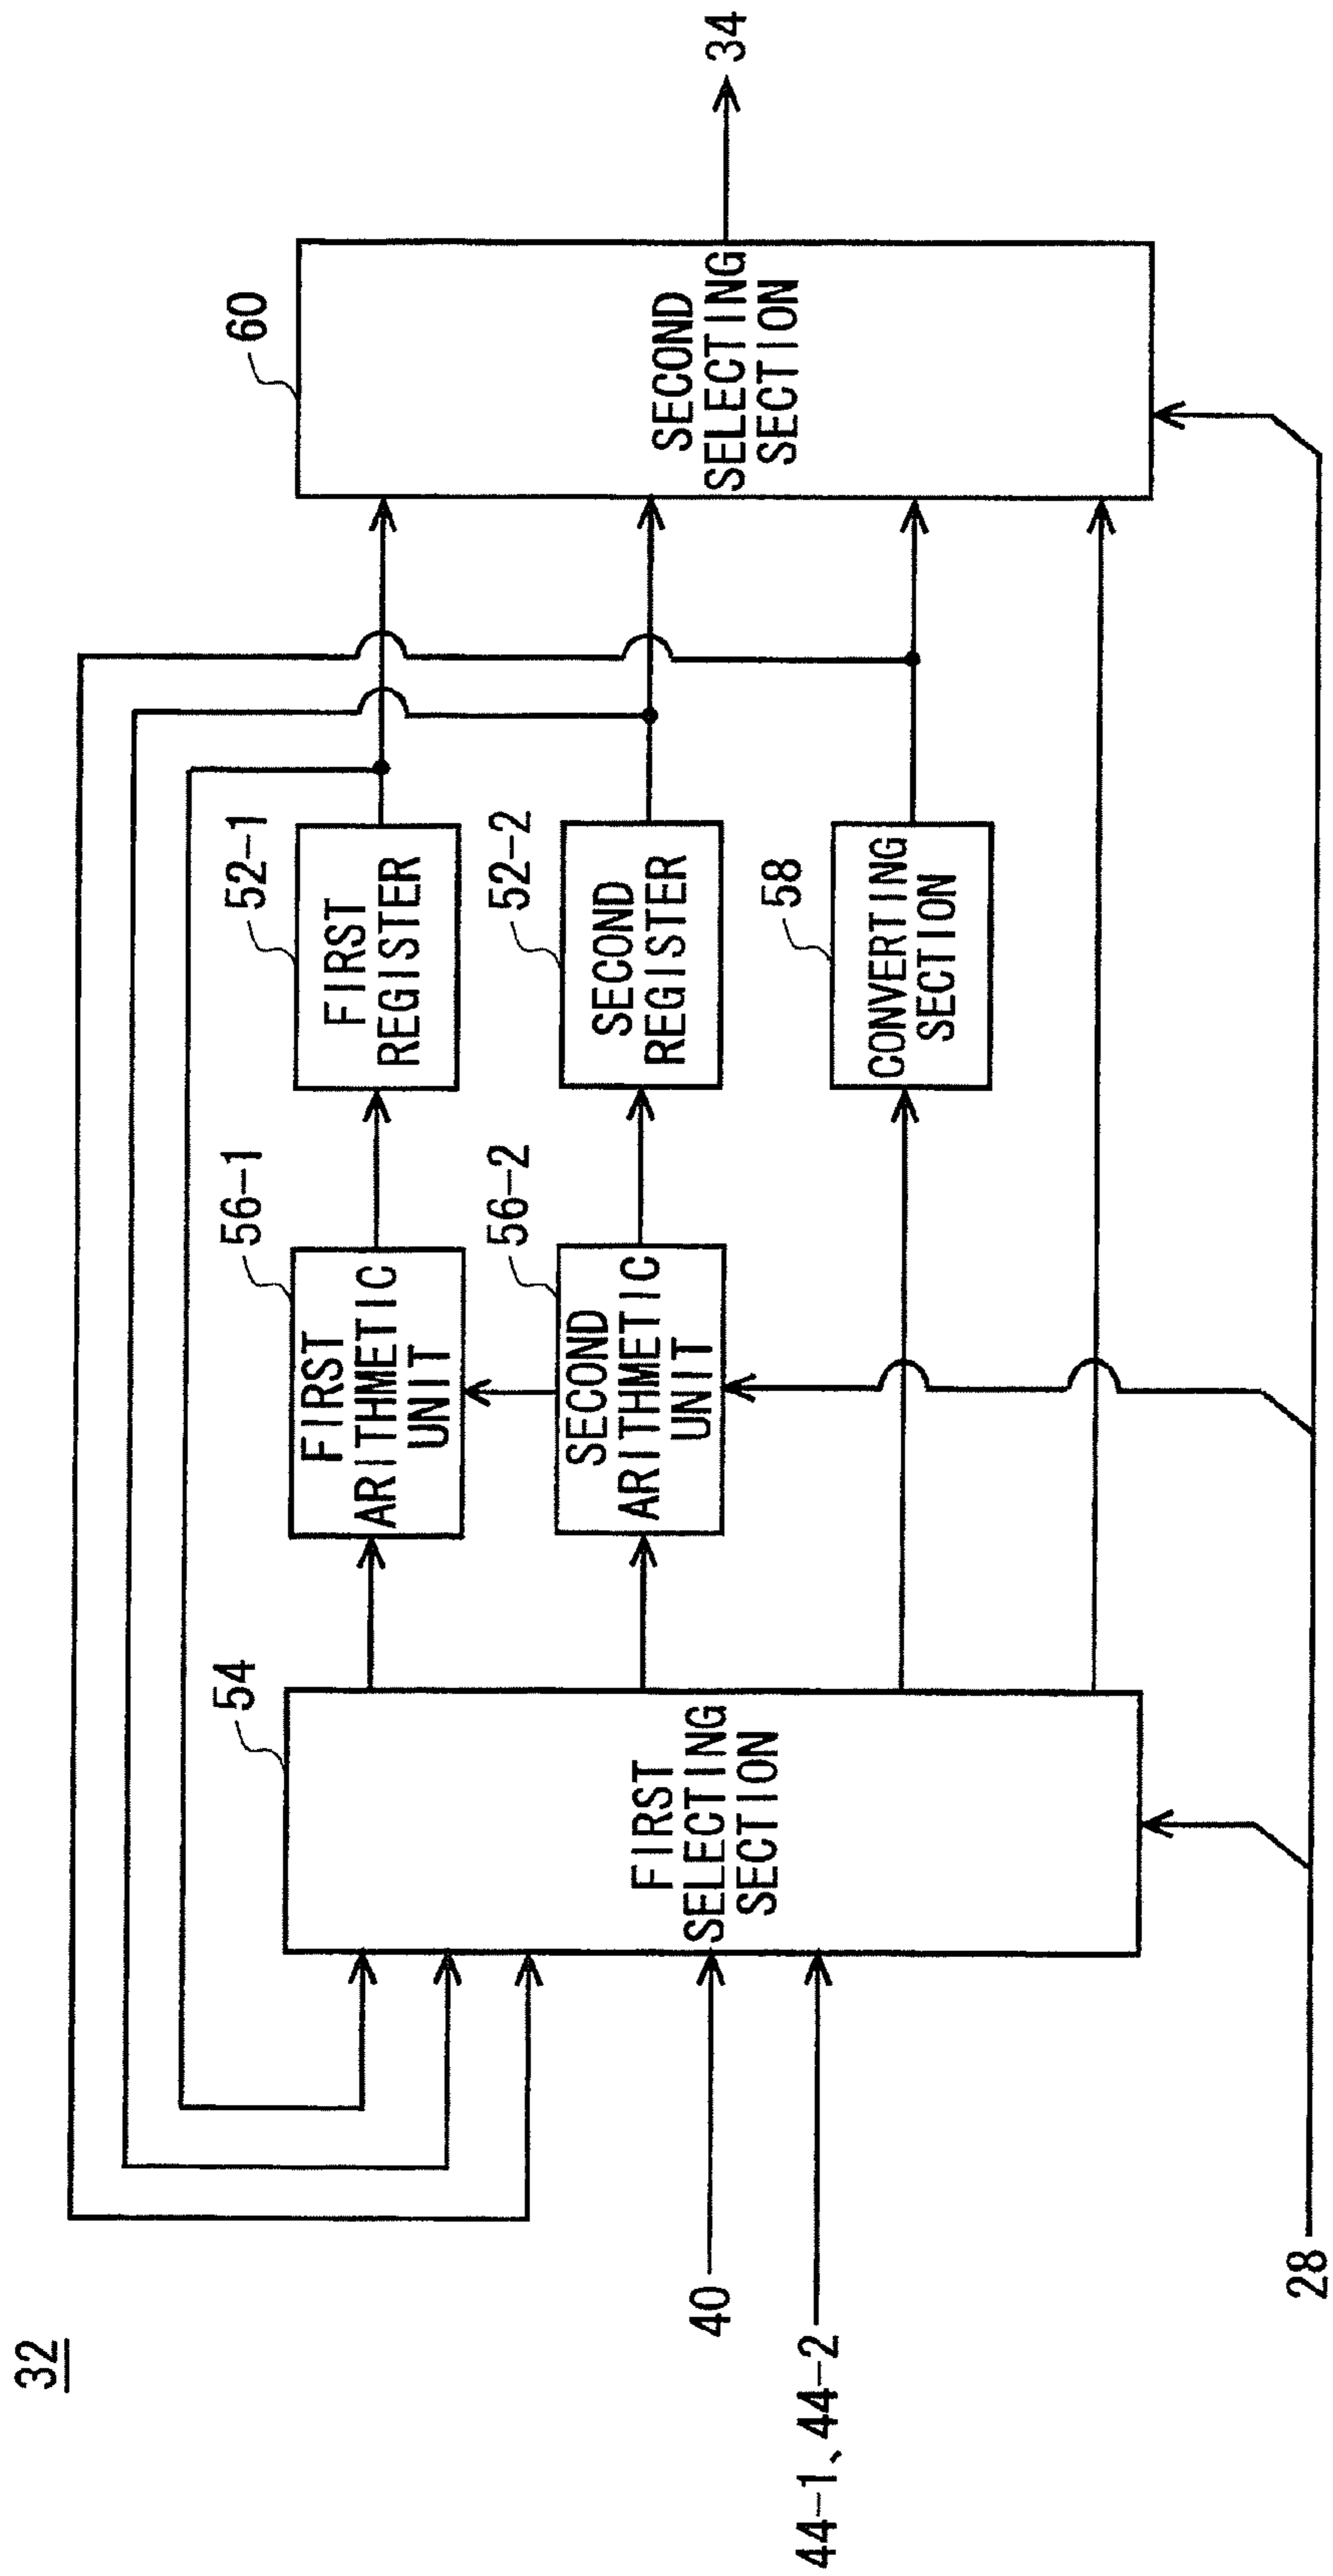 32
54
FIRST
SELECTING
SECTION
56-1
FIRST
ARITHMETIC
UNIT
52-1
FIRST
REGISTER
56-2
SECOND
ARITHMETIC
UNIT
52-2
SECOND
REGISTER
58
CONVERTING
SECTION
60
SECOND
SELECTING
SECTION
34
40
44-1、44-2
28